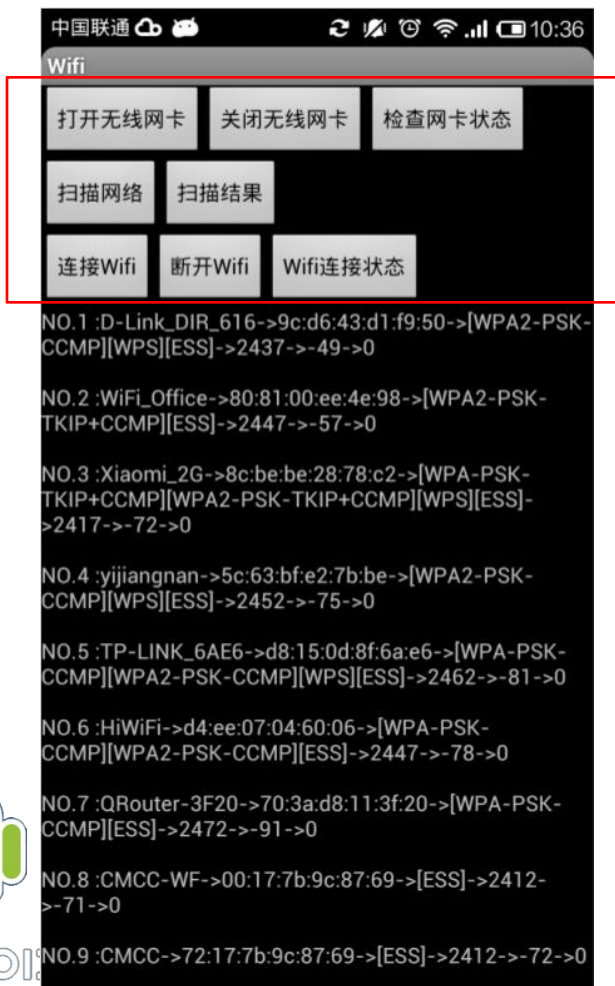 中国联通 10:36
Wifi
打开无线网卡 关闭无线网卡 检查网卡状态
扫描网络 扫描结果
连接Wifi 断开Wifi Wifi连接状态
NO.1 :D-Link_DIR_616->9c:d6:43:d1:f9:50->[WPA2-PSK-
CCMP][WPS][ESS]->2437->-49->0
NO.2 :WiFi_Office->80:81:00:ee:4e:98->[WPA2-PSK-
TKIP+CCMP][ESS]->2447->-57->0
NO.3 :Xiaomi_2G->8c:be:be:28:78:c2->[WPA-PSK-
TKIP+CCMP][WPA2-PSK-TKIP+CCMP][WPS][ESS]-
>2417->-72->0
NO.4 :yijiangnan->5c:63:bf:e2:7b:be->[WPA2-PSK-
CCMP][WPS][ESS]->2452->-75->0
NO.5 :TP-LINK_6AE6->d8:15:0d:8f:6a:e6->[WPA-PSK-
CCMP][WPA2-PSK-CCMP][WPS][ESS]->2462->-81->0
NO.6 :HiWiFi->d4:ee:07:04:60:06->[WPA-PSK-
CCMP][WPA2-PSK-CCMP][ESS]->2447->-78->0
NO.7 :QRouter-3F20->70:3a:d8:11:3f:20->[WPA-PSK-
CCMP][ESS]->2472->-91->0
NO.8 :CMCC-WF->00:17:7b:9c:87:69->[ESS]->2412-
>-71->0
NO.9 :CMCC->72:17:7b:9c:87:69->[ESS]->2412->-72->0